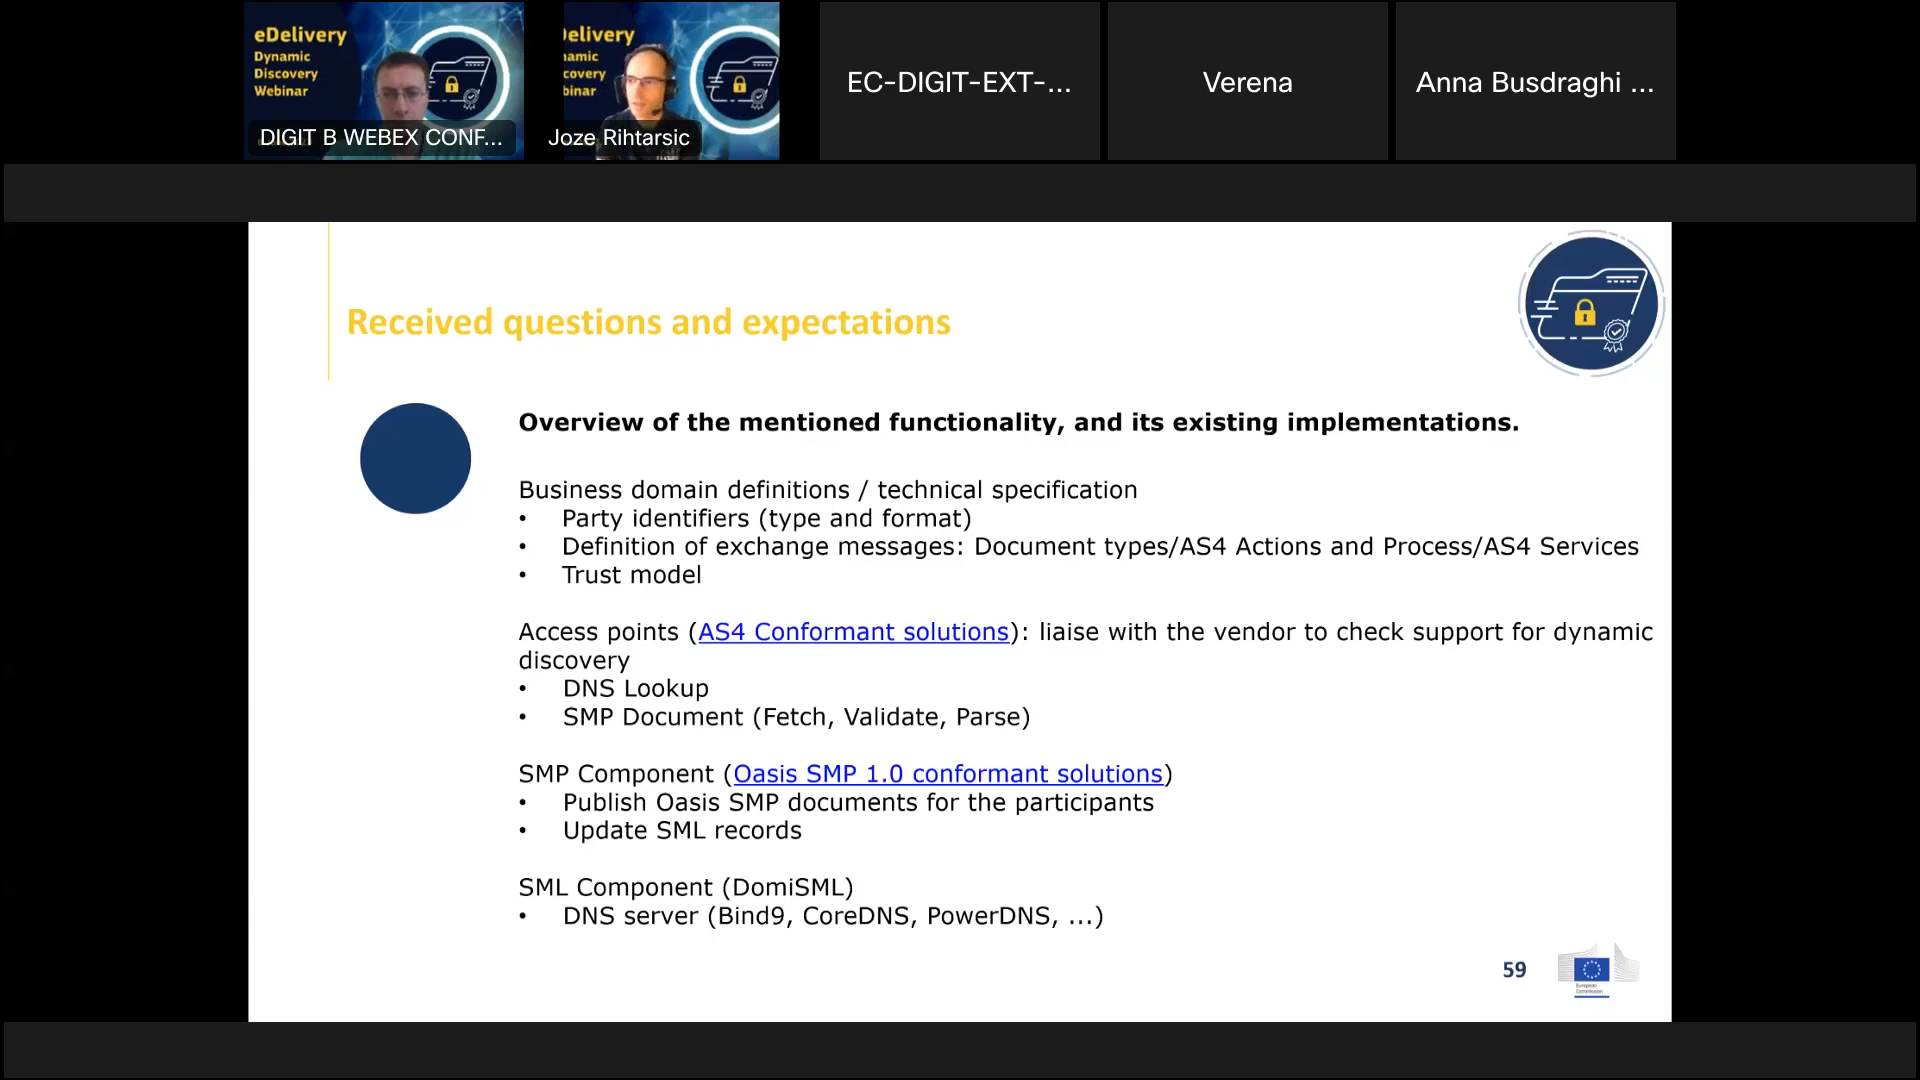 eDelivery
Dynamic
Discovery
Webinar
DIGIT B WEBEX CONF...
Delivery
Joze Rihtarsic
EC-DIGIT-EXT-...
Verena
Anna Busdraghi ...
Received questions and expectations
Overview of the mentioned functionality, and its existing implementations.
Business domain definitions / technical specification
• Party identifiers (type and format)
• Definition of exchange messages: Document types/AS4 Actions and Process/AS4 Services
• Trust model
Access points (AS4 Conformant solutions): liaise with the vendor to check support for dynamic
discovery
• DNS Lookup
• SMP Document (Fetch, Validate, Parse)
SMP Component (Oasis SMP 1.0 conformant solutions)
• Publish Oasis SMP documents for the participants
• Update SML records
SML Component (DomiSML)
• DNS server (Bind9, CoreDNS, PowerDNS, ...)
59
European
Commission